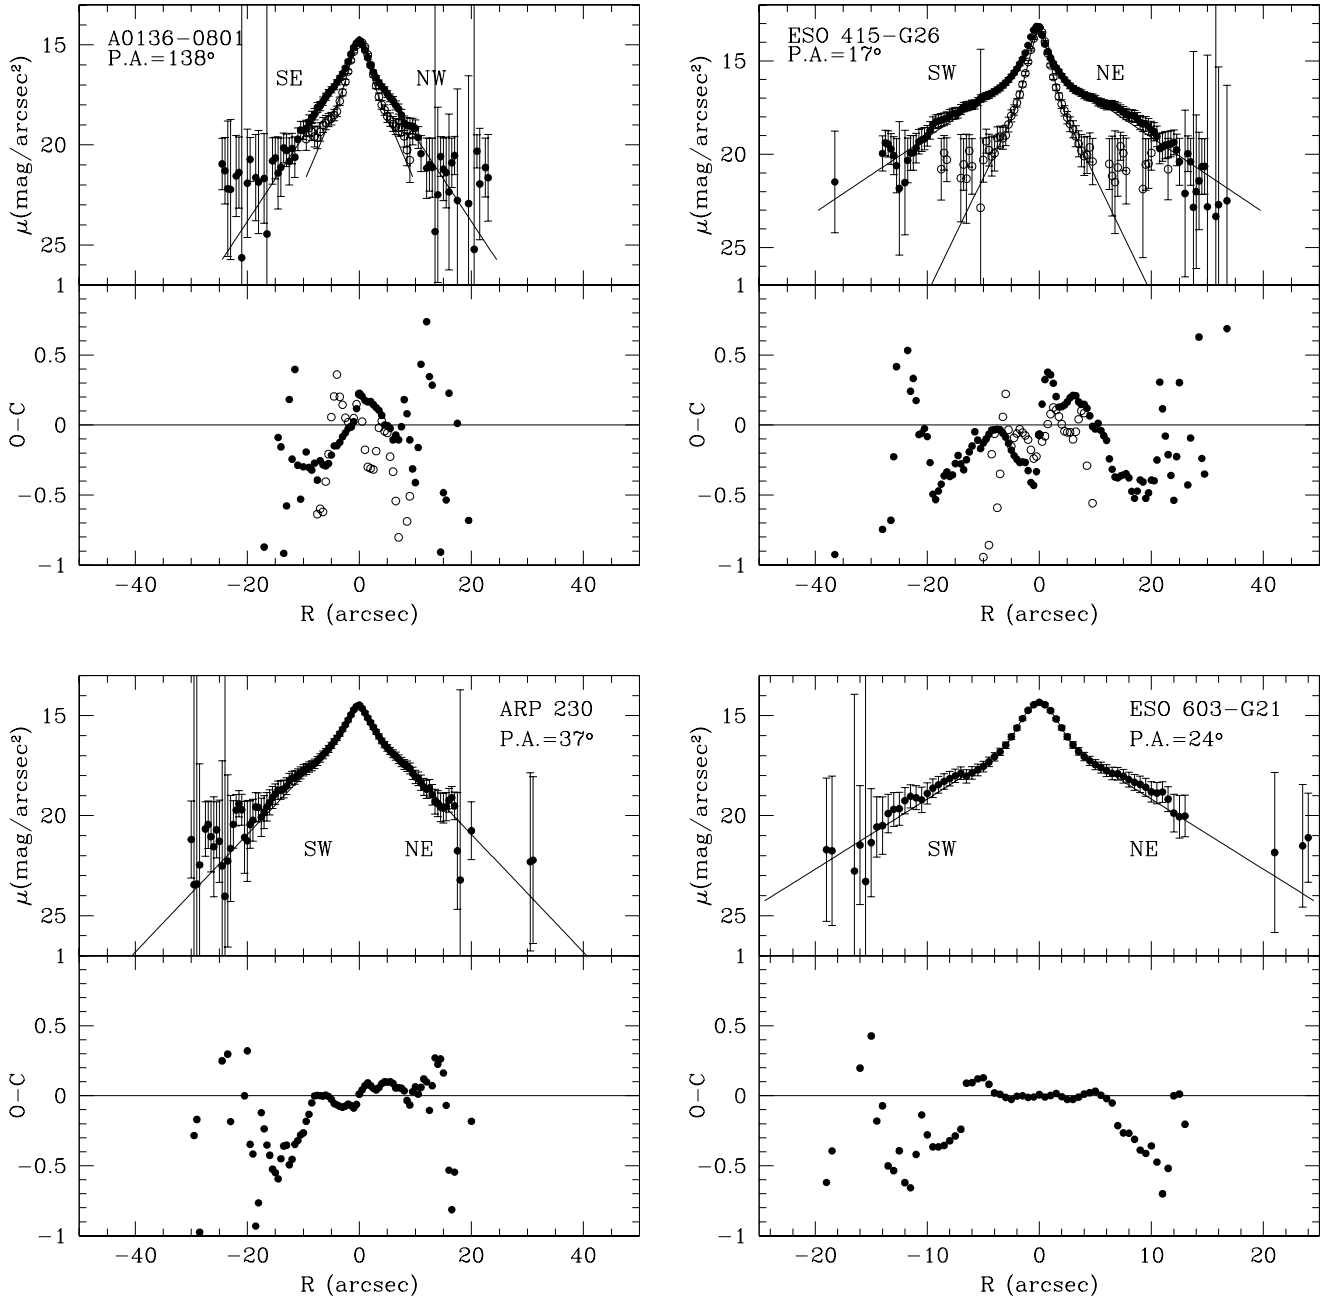 A0136−0801
P.A.=138°
SE
NW
15
20
25
μ(mag/arcsec²)
1
0.5
0
−0.5
−1
O−C
−40
−20
0
20
40
R (arcsec)
ESO 415−G26
P.A.=17°
SW
NE
15
20
25
μ(mag/arcsec²)
1
0.5
0
−0.5
−1
O−C
−40
−20
0
23
40
R (arcsec)
ARP 230
P.A.=37°
SW
NE
15
20
25
μ(mag/arcsec²)
1
0.5
0
−0.5
−1
O−C
−40
−20
0
20
40
R (arcsec)
ESO 603−G21
P.A.=24°
SW
NE
15
20
25
μ(mag/arcsec²)
1
0.5
0
−0.5
−1
O−C
−20
−10
0
10
20
R (arcsec)